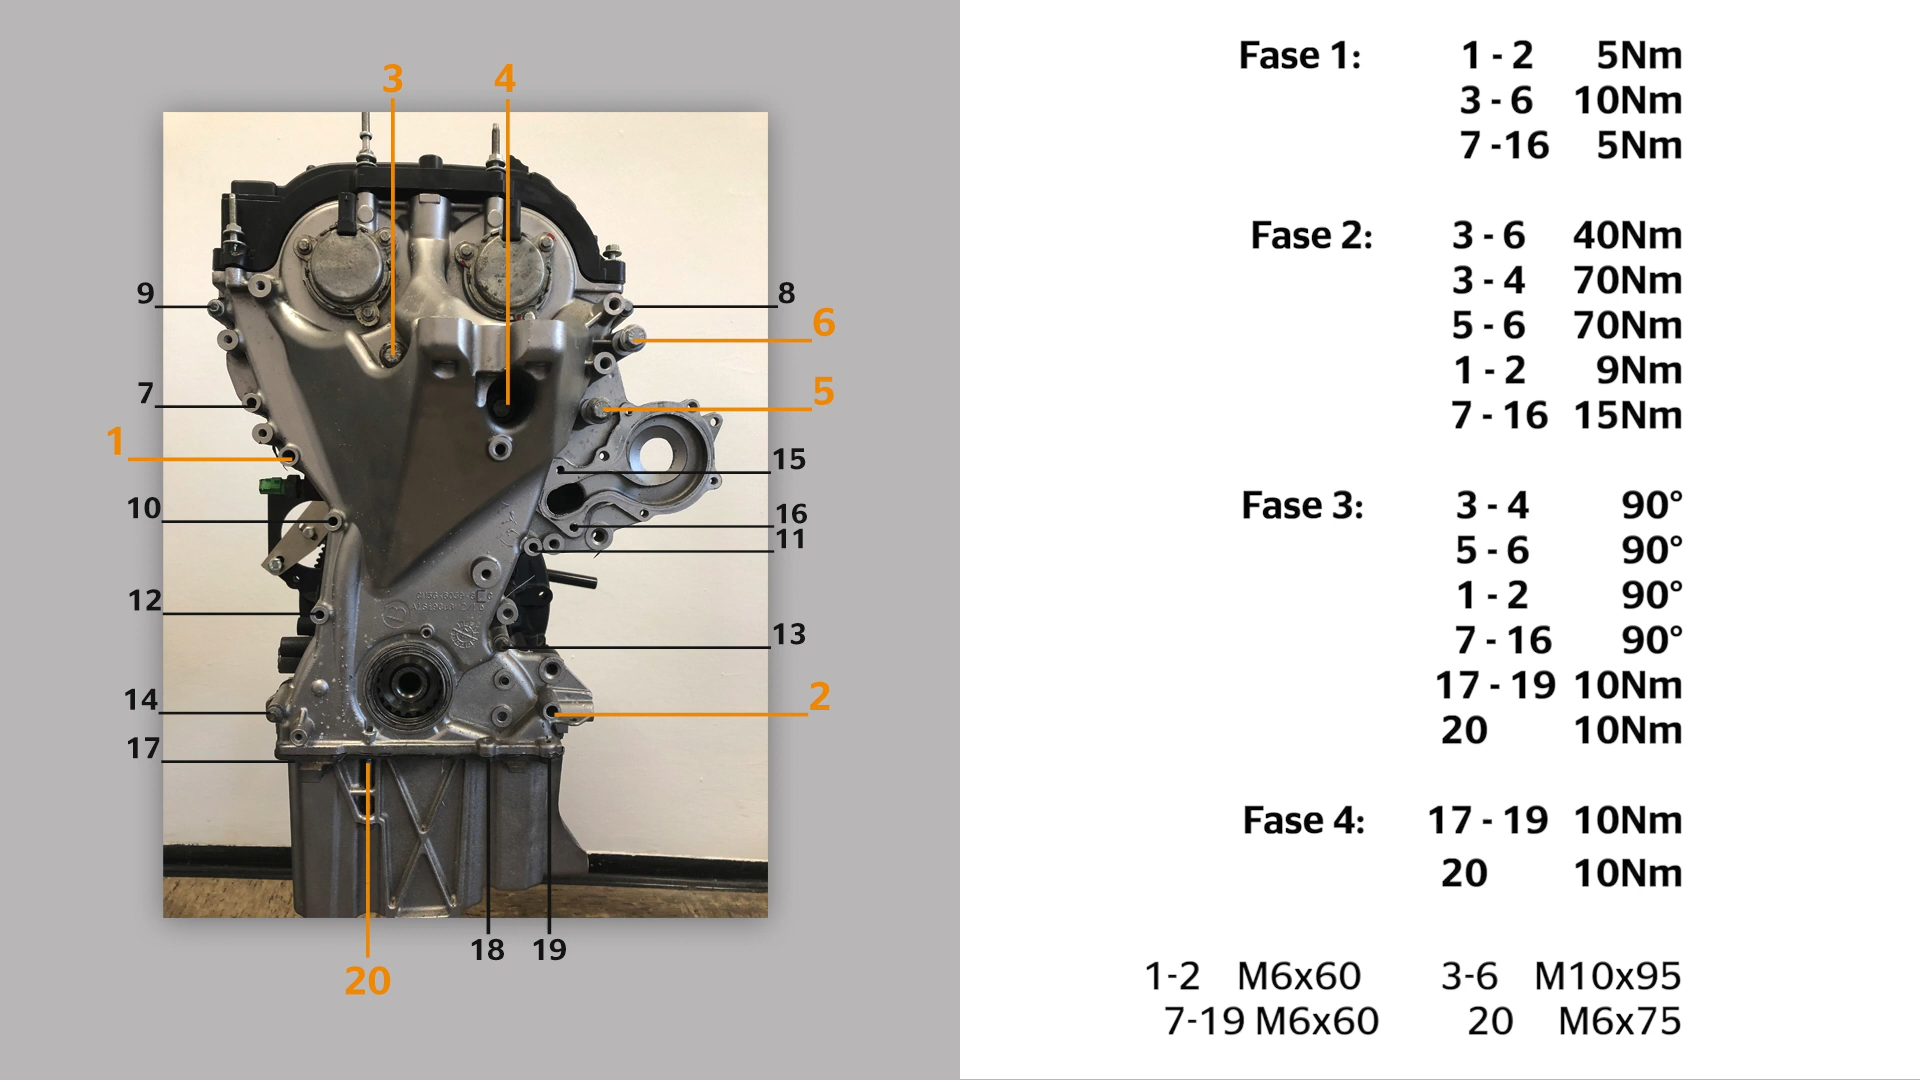 3 4
9 8
6
7 5
1
15
10 16
11
12
13
14 2
17
18 19
20
Fase 1: 1 - 2 5Nm
3 - 6 10Nm
7 -16 5Nm
Fase 2: 3 - 6 40Nm
3 - 4 70Nm
5 - 6 70Nm
1 - 2 9Nm
7 - 16 15Nm
Fase 3: 3 - 4 90°
5 - 6 90°
1 - 2 90°
7 - 16 90°
17 - 19 10Nm
20 10Nm
Fase 4: 17 - 19 10Nm
20 10Nm
1-2 M6x60 3-6 M10x95
7-19 M6x60 20 M6x75